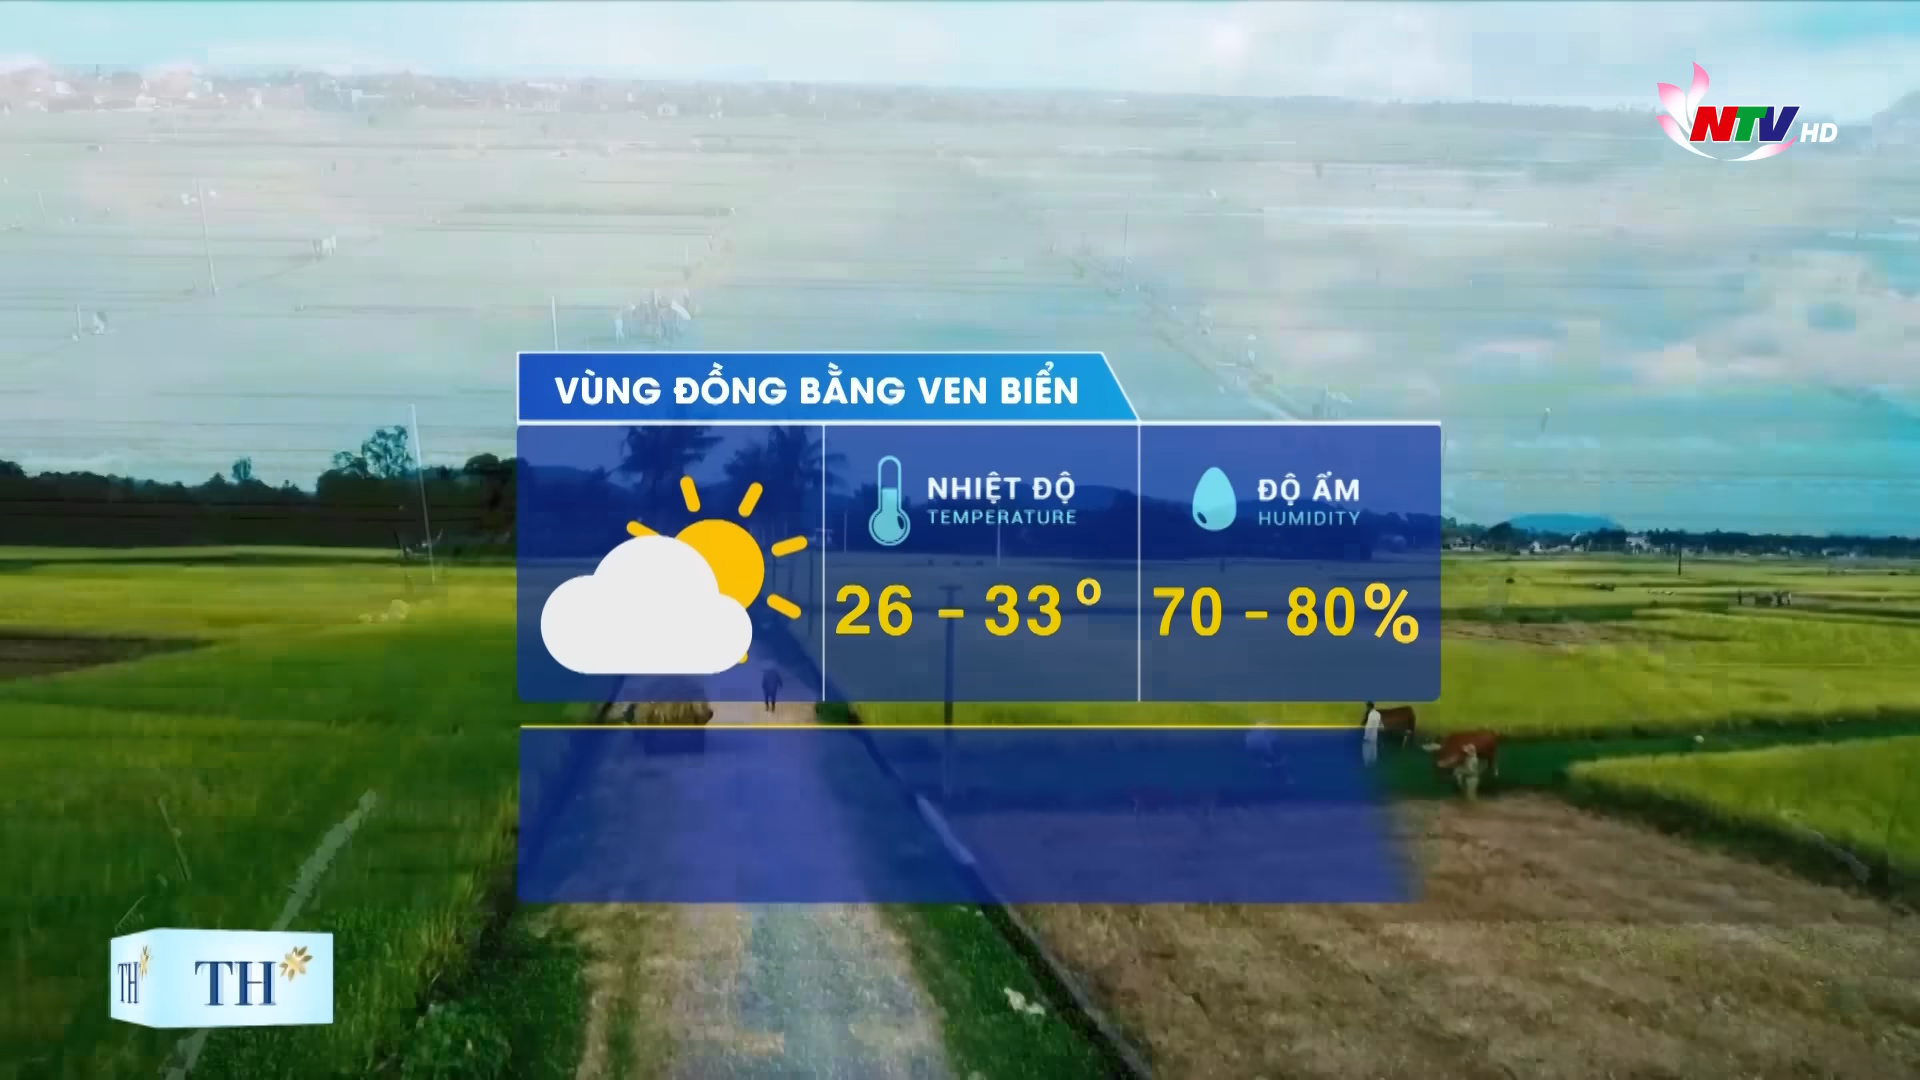 NTV HD
VÙNG ĐỒNG BẰNG VEN BIỂN
NHIỆT ĐỘ
TEMPERATURE
26 - 33°
ĐỘ ẨM
HUMIDITY
70 - 80%
TH
TH